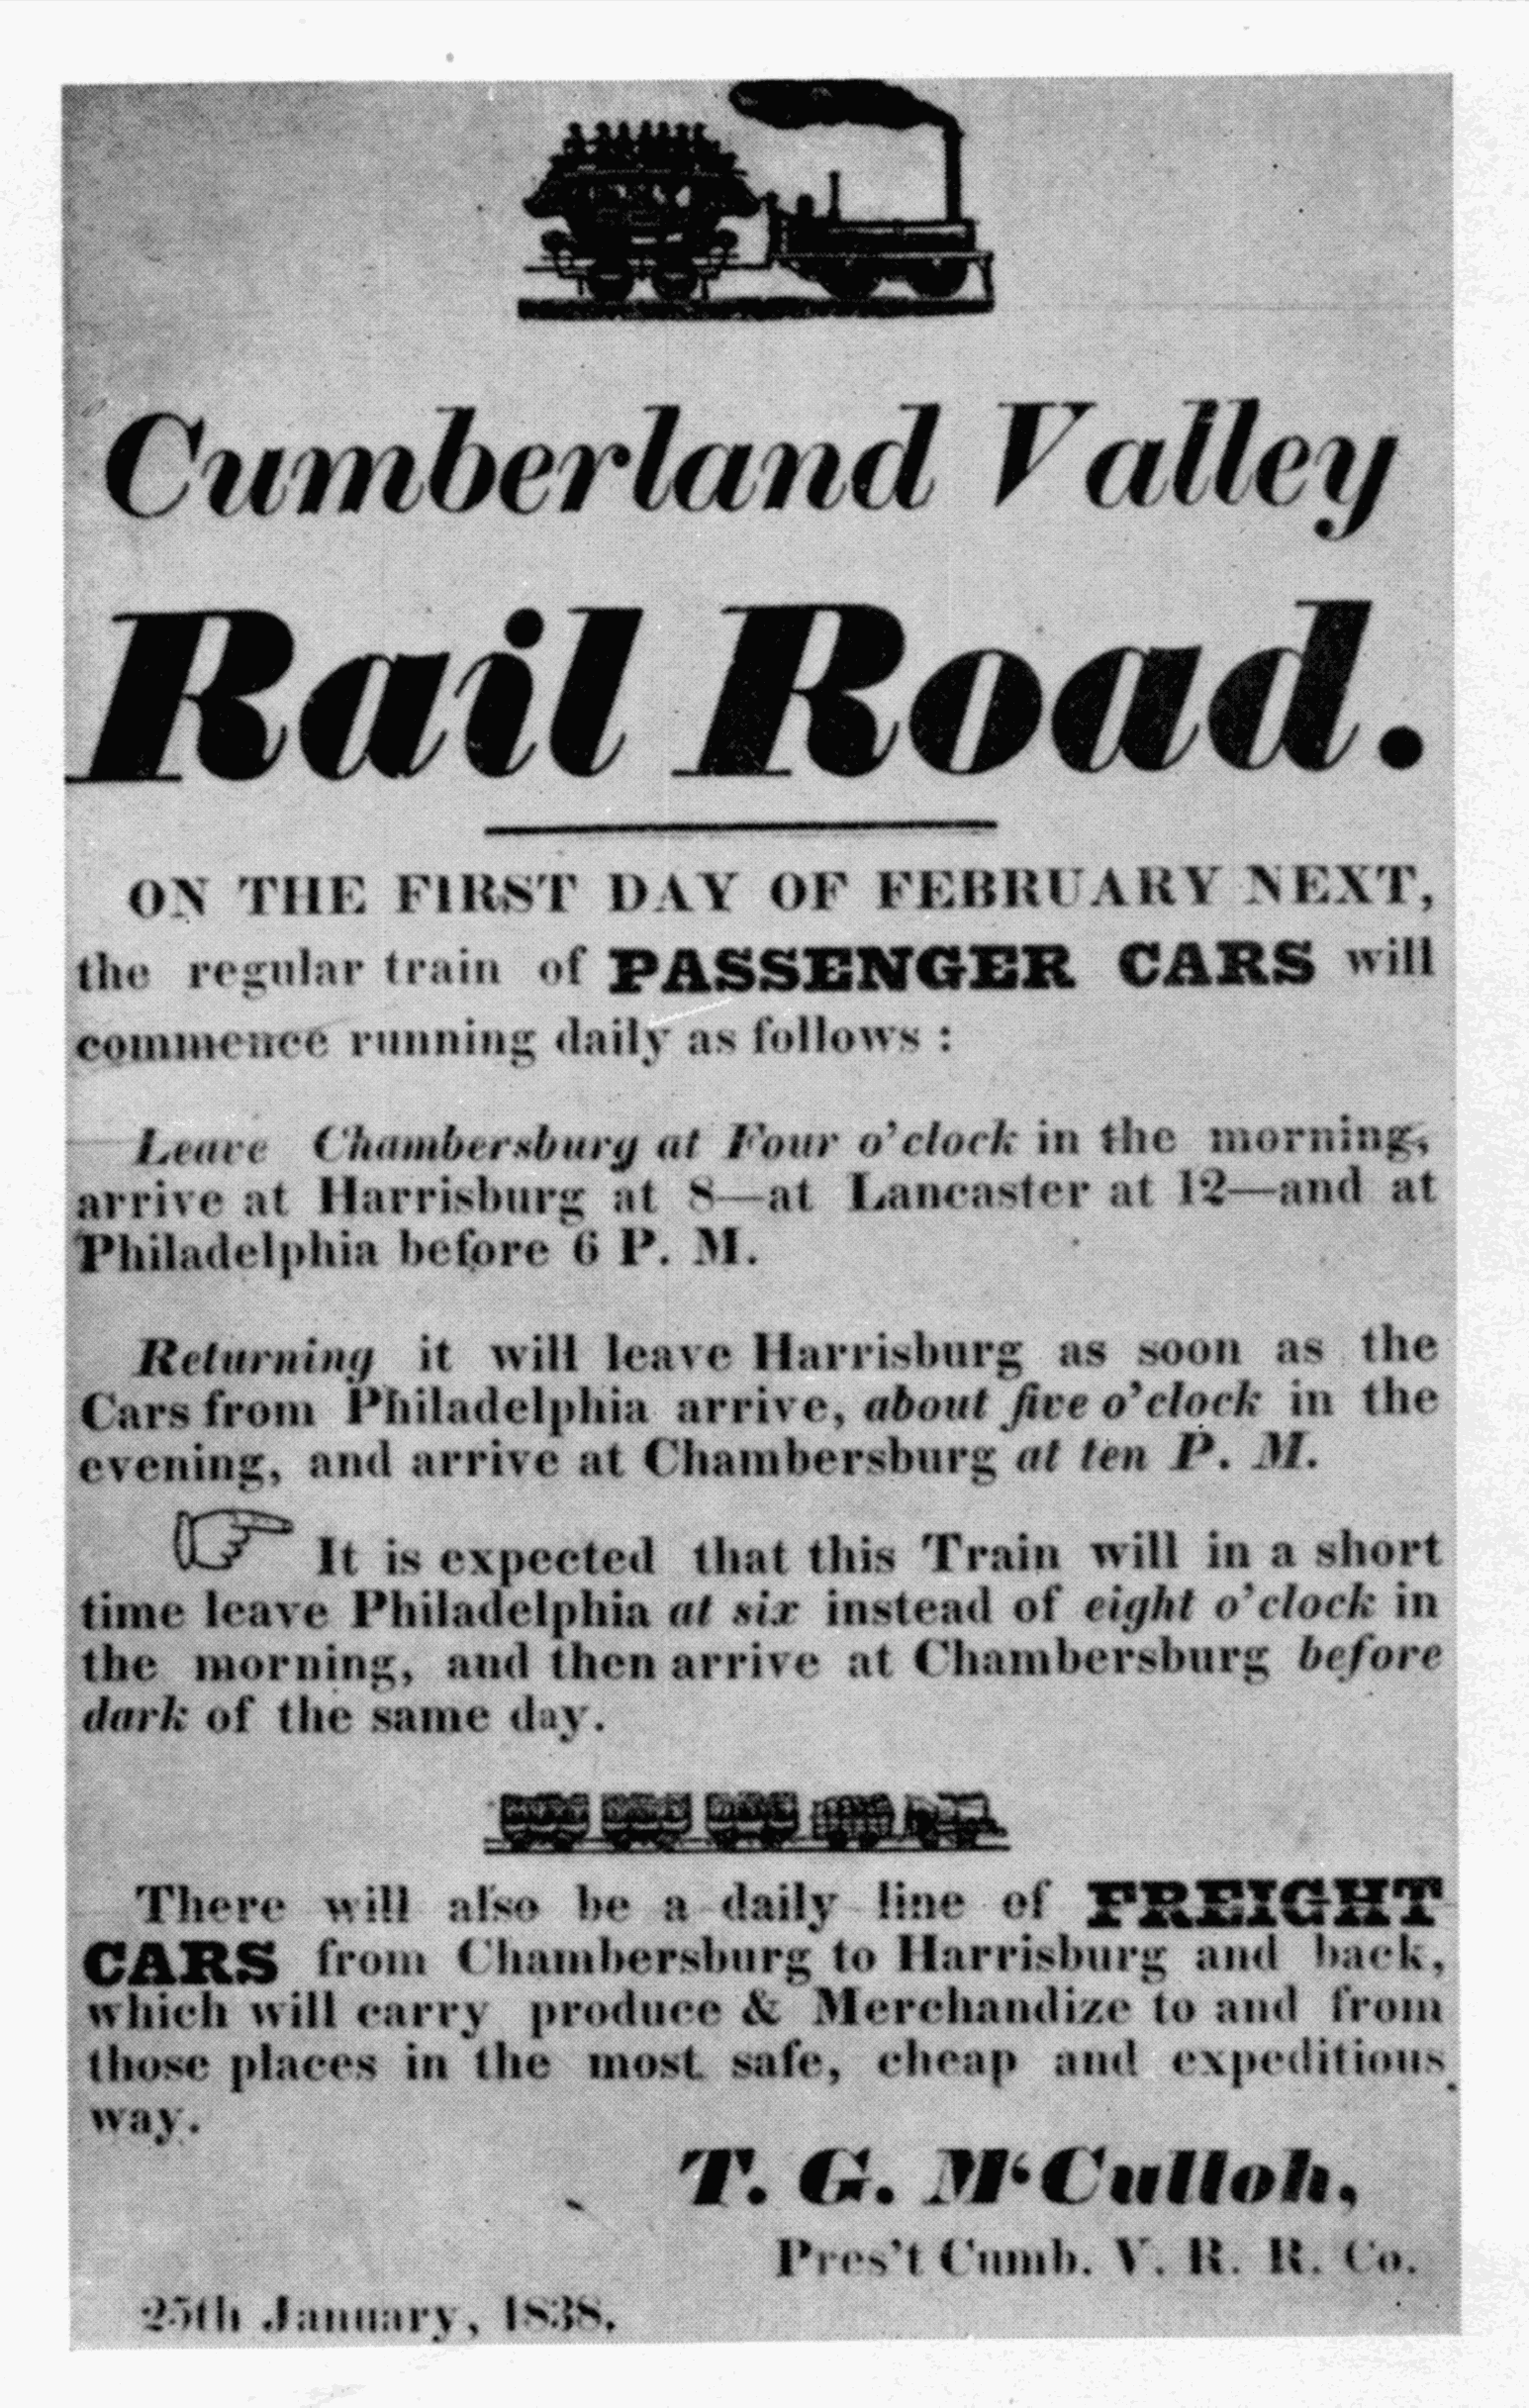 Cumberland Valley
Rail Road.
ON THE FIRST DAY OF FEBRUARY NEXT,
the regular train of PASSENGER CARS will
commence running daily as follows :
Leave Chambersburg at Four o'clock in the morning,
arrive at Harrisburg at 8—at Lancaster at 12—and at
Philadelphia before 6 P. M.
Returning it will leave Harrisburg as soon as the
Cars from Philadelphia arrive, about five o'clock in the
evening, and arrive at Chambersburg at ten P. M.
☞ It is expected that this Train will in a short
time leave Philadelphia at six instead of eight o'clock in
the morning, and then arrive at Chambersburg before
dark of the same day.
There will also be a daily line of FREIGHT
CARS from Chambersburg to Harrisburg and back,
which will carry produce & Merchandize to and from
those places in the most safe, cheap and expeditious
way.
T. G. M‘Culloh,
Pres't Cumb. V. R. R. Co.
25th January, 1838.